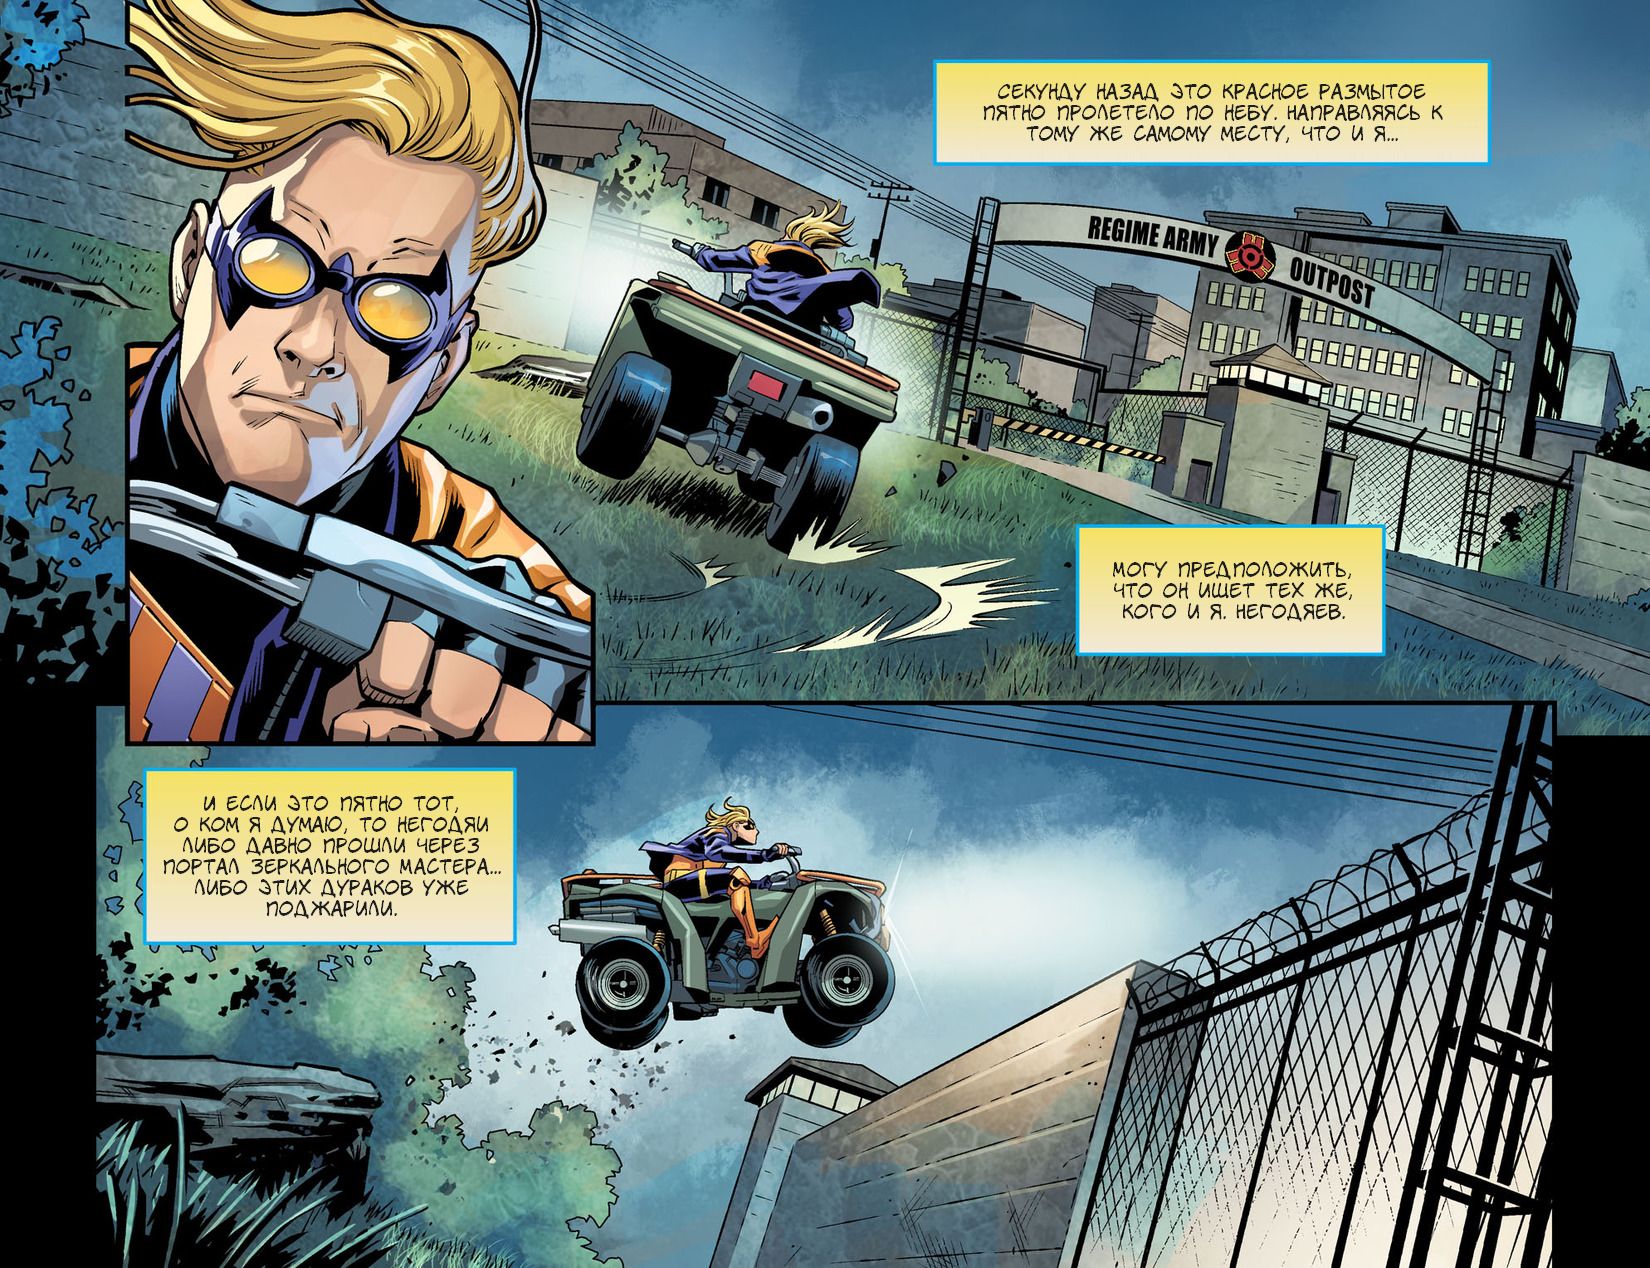 СЕКУНДУ НАЗАД ЭТО КРАСНОЕ РАЗМЫТОЕ
ПЯТНО ПРОЛЕТЕЛО ПО НЕБУ. НАПРАВЛЯЯСЬ К
ТОМУ ЖЕ САМОМУ МЕСТУ, ЧТО И Я...
REGIME ARMY OUTPOST
МОГУ ПРЕДПОЛОЖИТЬ,
ЧТО ОН ИЩЕТ ТЕХ ЖЕ,
КОГО И Я. НЕГОДЯЕВ.
И ЕСЛИ ЭТО ПЯТНО ТОТ,
О КОМ Я ДУМАЮ, ТО НЕГОДЯИ
ЛИБО ДАВНО ПРОШЛИ ЧЕРЕЗ
ПОРТАЛ ЗЕРКАЛЬНОГО МАСТЕРА...
ЛИБО ЭТИХ ДУРАКОВ УЖЕ
ПОДЖАРИЛИ.